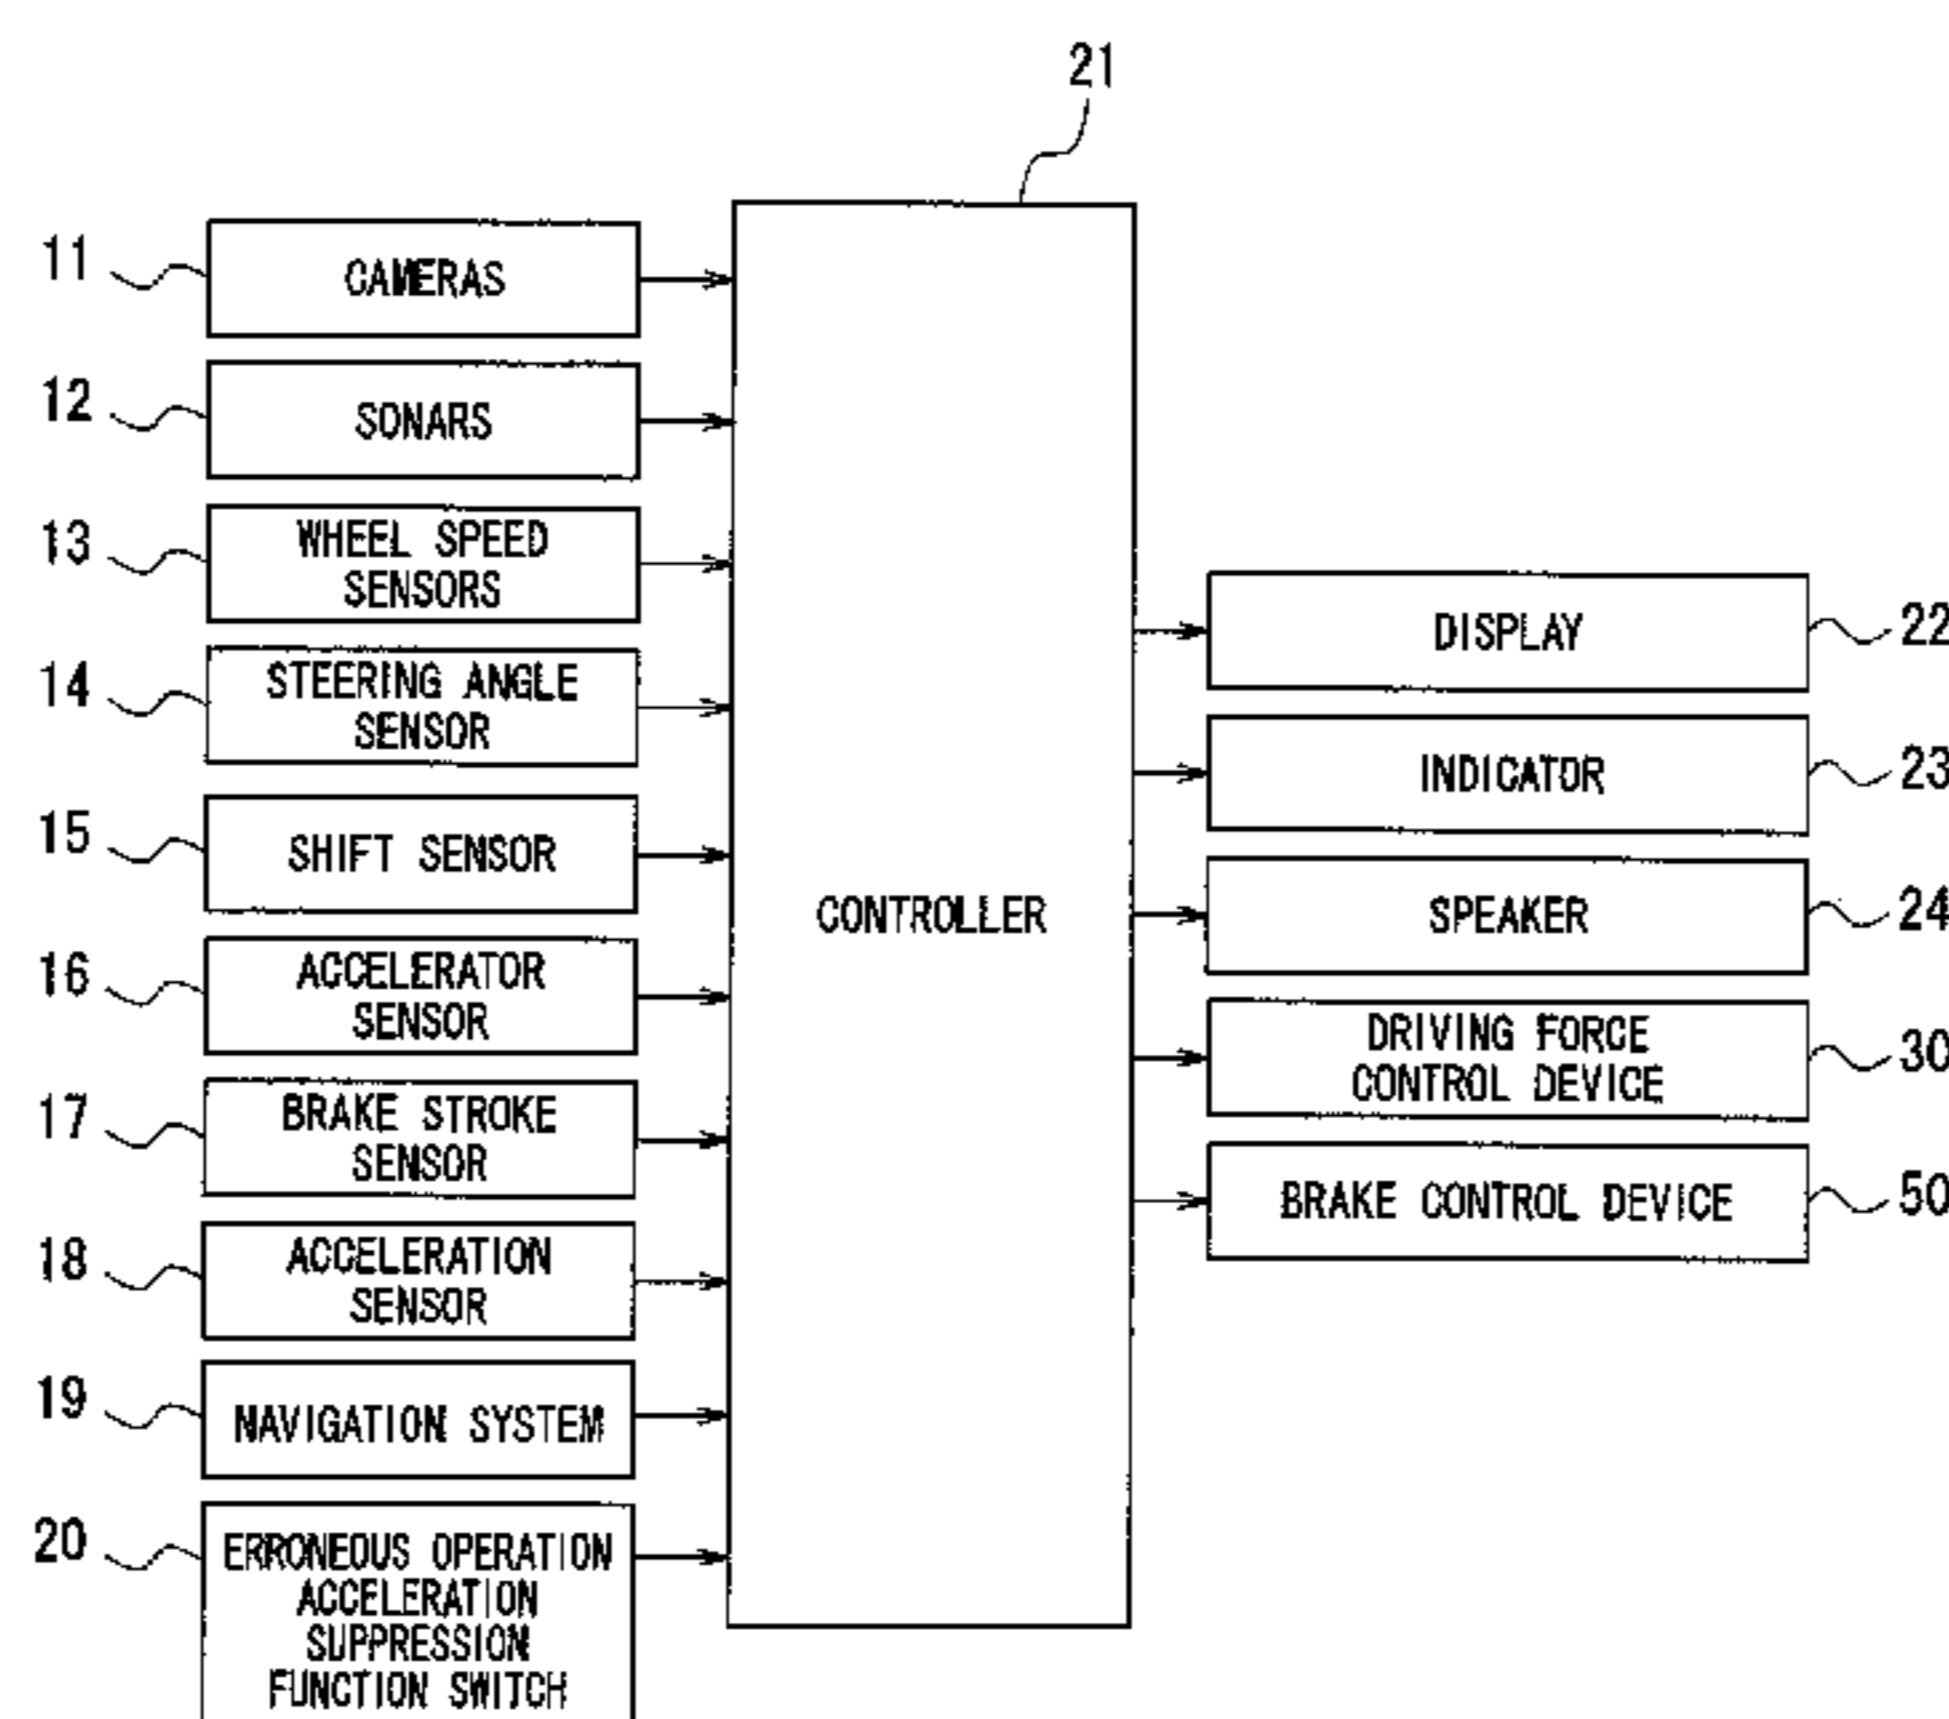 21
11
CAMERAS
12
SONARS
13
WHEEL SPEED
SENSORS
14
STEERING ANGLE
SENSOR
15
SHIFT SENSOR
16
ACCELERATOR
SENSOR
17
BRAKE STROKE
SENSOR
18
ACCELERATION
SENSOR
19
NAVIGATION SYSTEM
20
ERRONEOUS OPERATION
ACCELERATION
SUPPRESSION
FUNCTION SWITCH
CONTROLLER
DISPLAY
22
INDICATOR
23
SPEAKER
24
DRIVING FORCE
CONTROL DEVICE
30
BRAKE CONTROL DEVICE
50